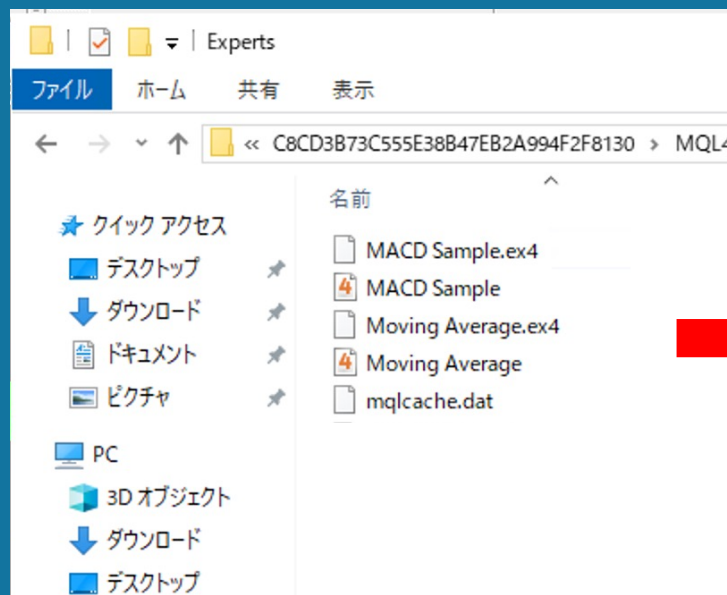 Experts
ファイル ホーム 共有 表示
« C8CD3B73C555E38B47EB2A994F2F8130 › MQL4
名前
クイック アクセス
デスクトップ
ダウンロード
ドキュメント
ピクチャ
PC
3D オブジェクト
ダウンロード
デスクトップ
MACD Sample.ex4
MACD Sample
Moving Average.ex4
Moving Average
mqlcache.dat